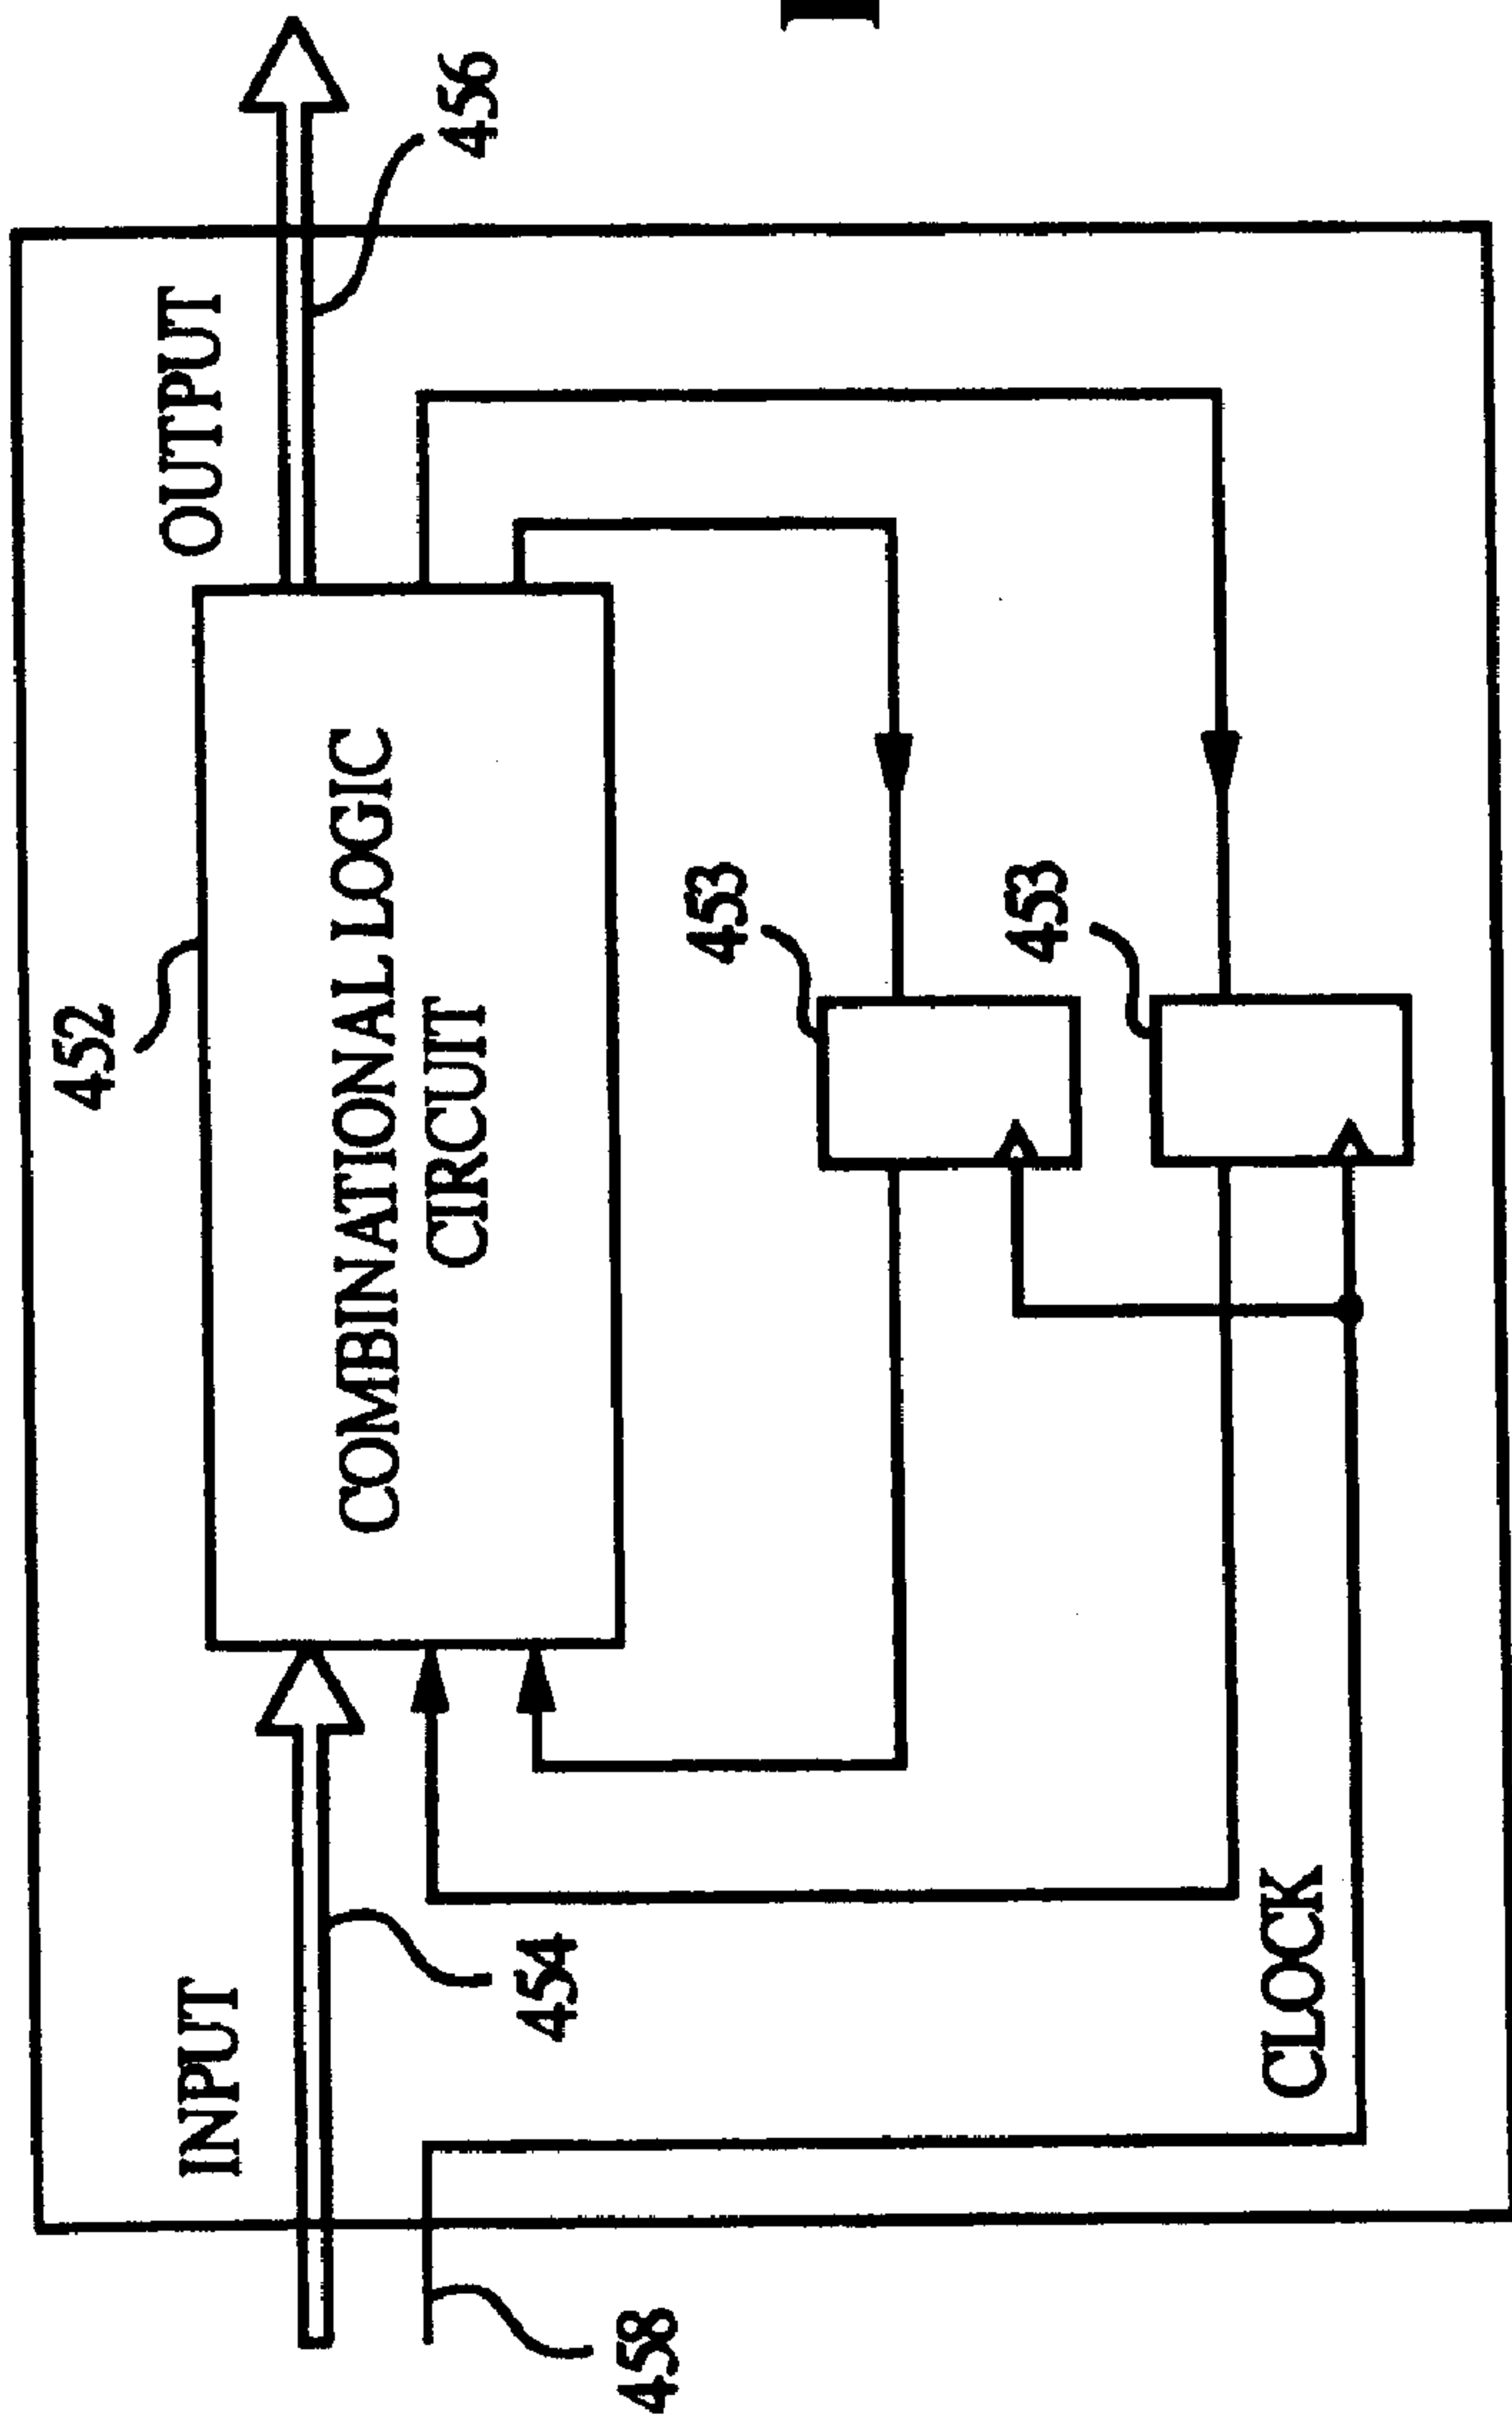 452
INPUT
OUTPUT
COMBINATIONAL LOGIC
CIRCUIT
456
454
458
453
453
CLOCK